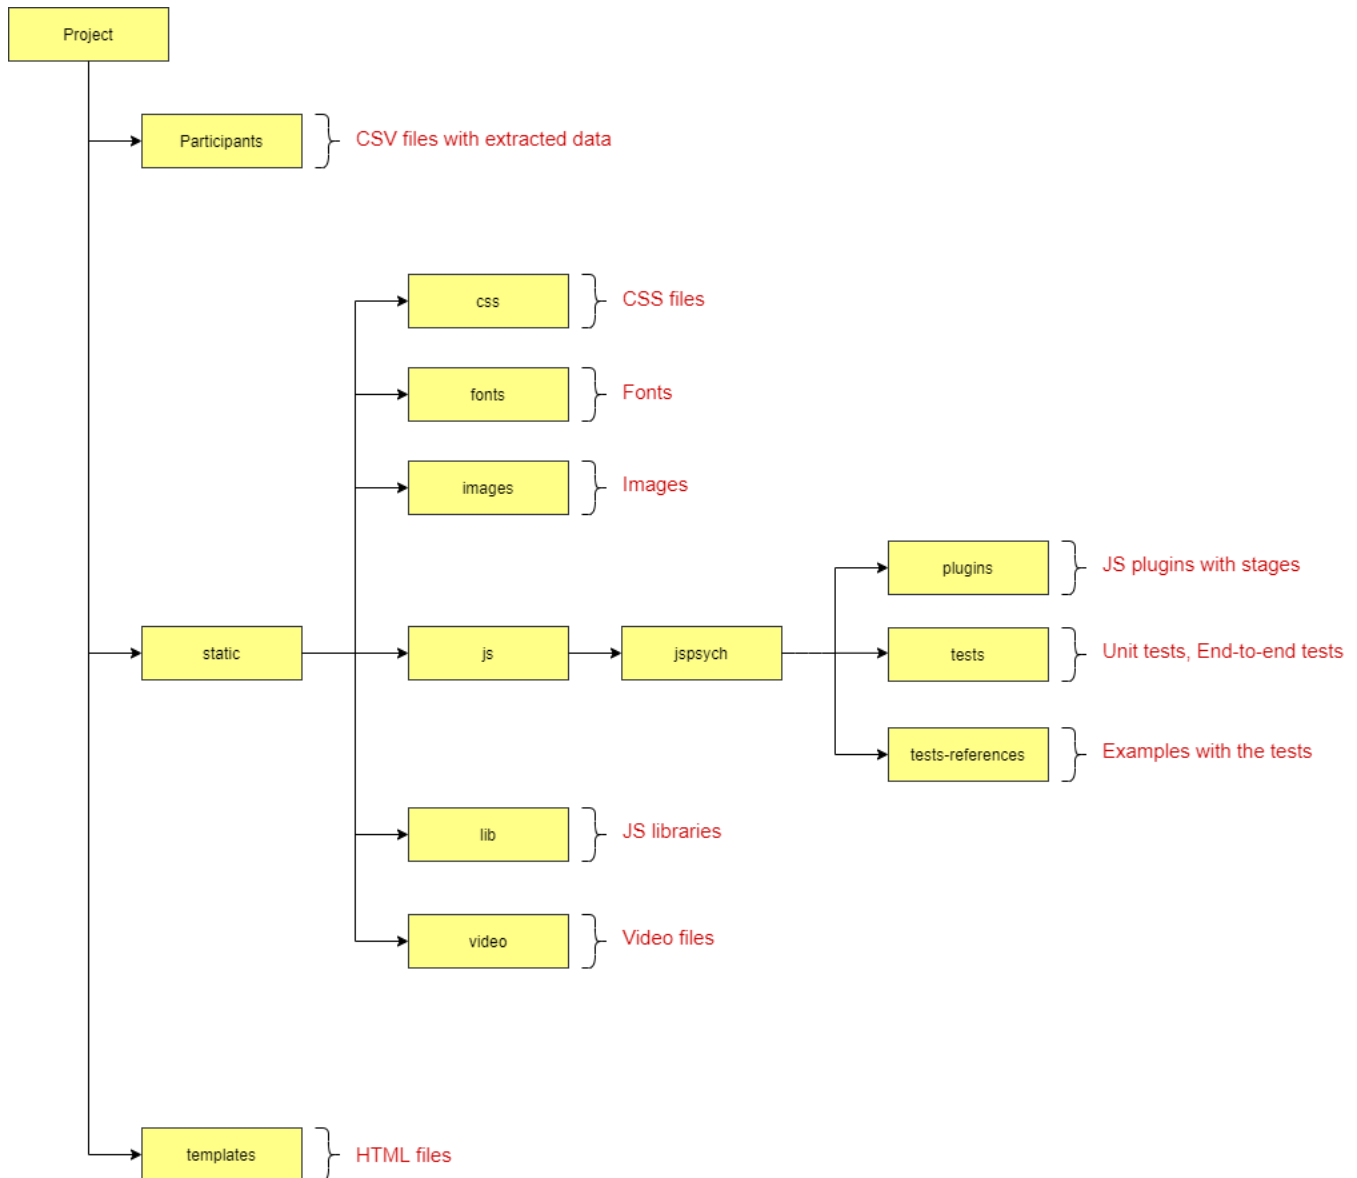 Project
Participants
CSV files with extracted data
css
CSS files
fonts
Fonts
images
Images
plugins
JS plugins with stages
static
js
jspsych
tests
Unit tests, End-to-end tests
tests-references
Examples with the tests
lib
JS libraries
video
Video files
templates
HTML files